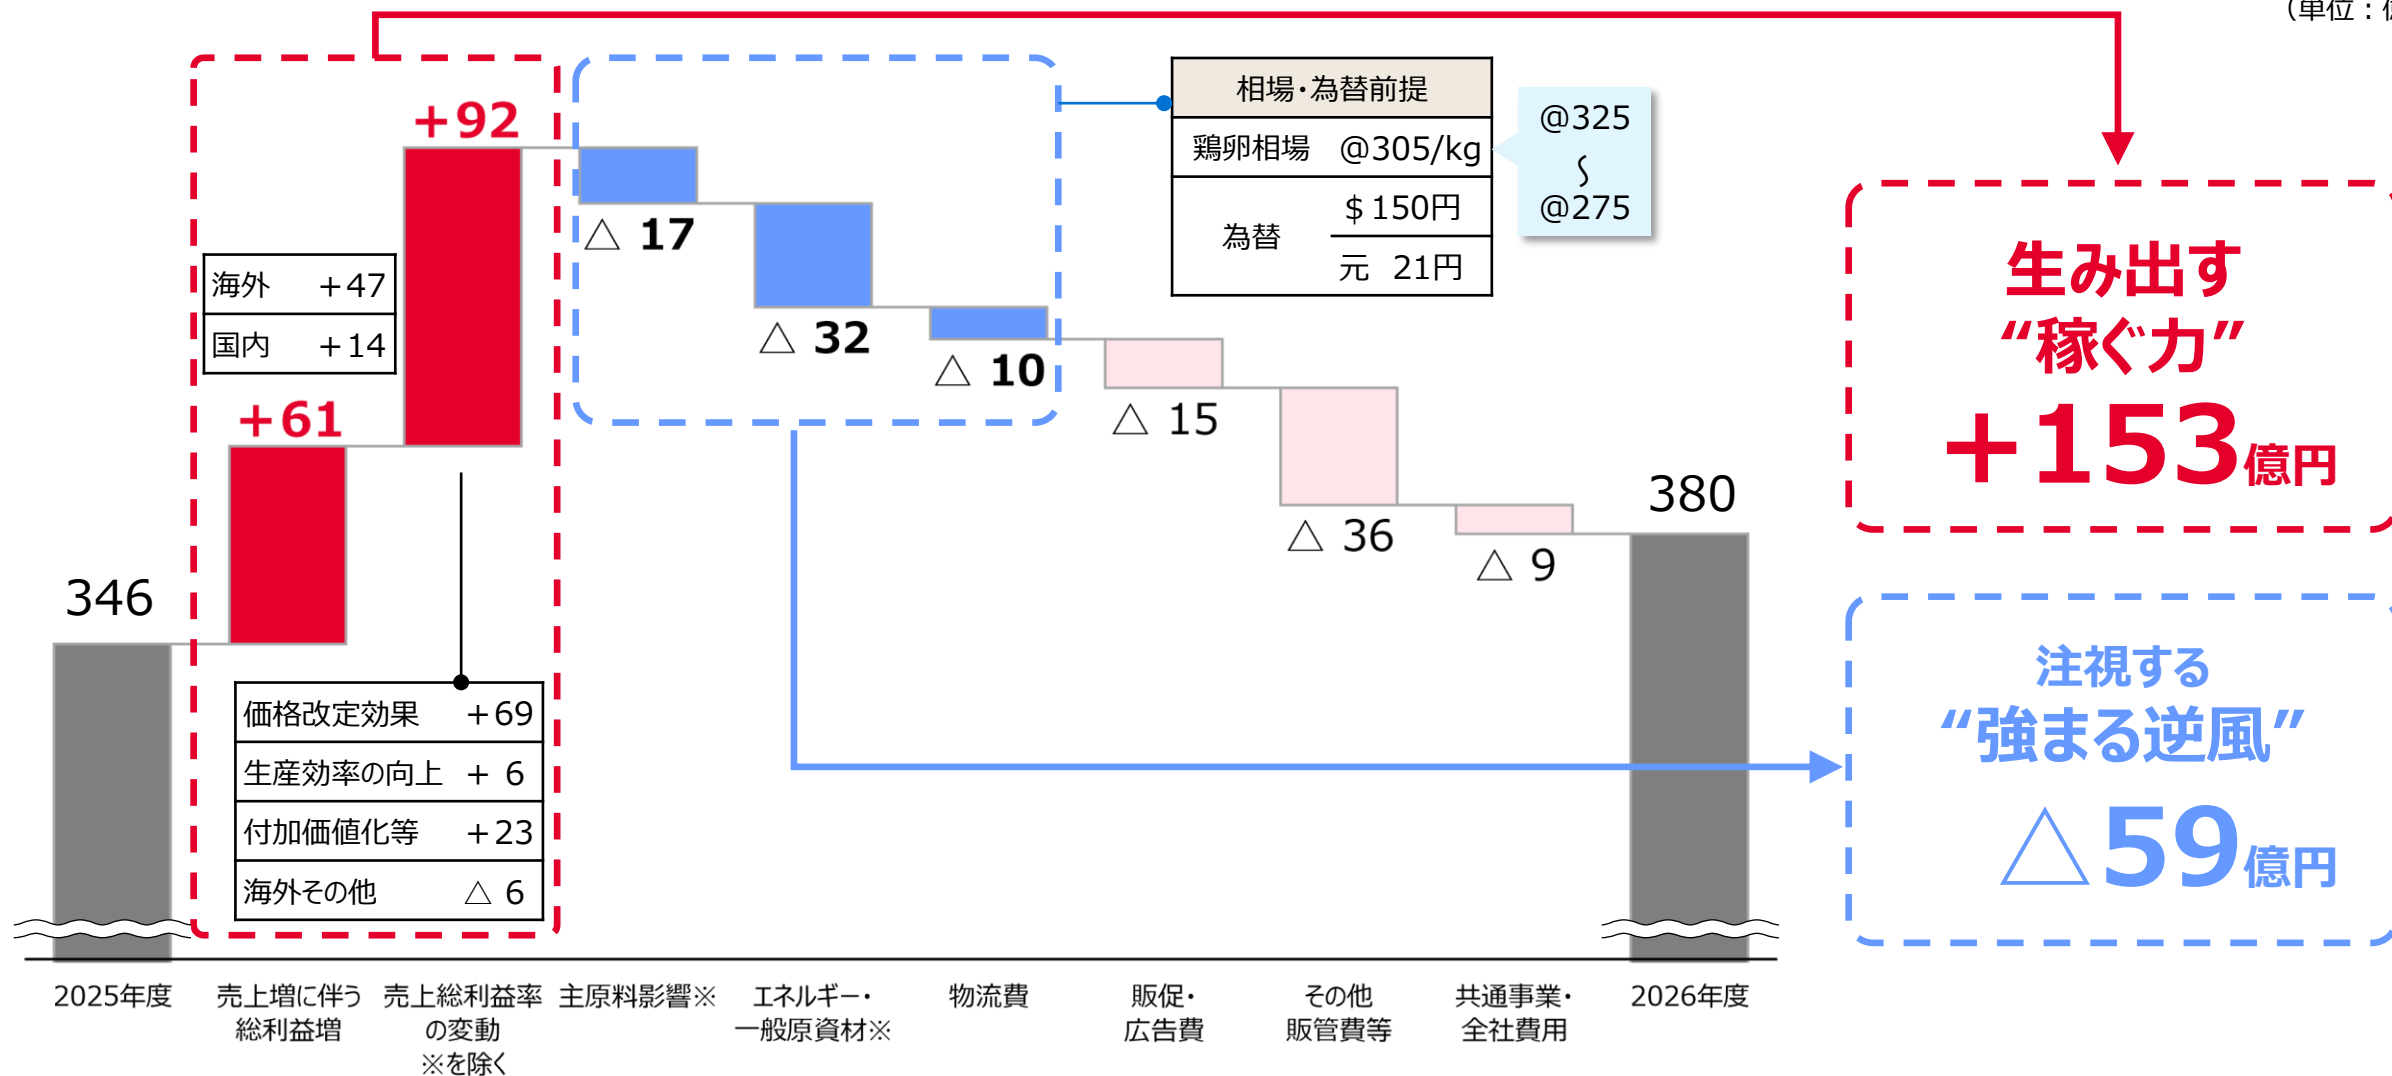 （単位：
+92
+61
海外 +47
国内 +14
346
価格改定効果 +69
生産効率の向上 + 6
付加価値化等 +23
海外その他 △ 6
△ 17
△ 32
△ 10
△ 15
△ 36
△ 9
380
相場・為替前提
鶏卵相場 @305/kg
為替
$ 150円
元 21円
@325
～
@275
生み出す
“稼ぐ力”
+153億円
注視する
“強まる逆風”
△59億円
2025年度
売上増に伴う
総利益増
売上総利益率
の変動
※を除く
主原料影響※
エネルギー・
一般原資材※
物流費
販促・
広告費
その他
販管費等
共通事業・
全社費用
2026年度